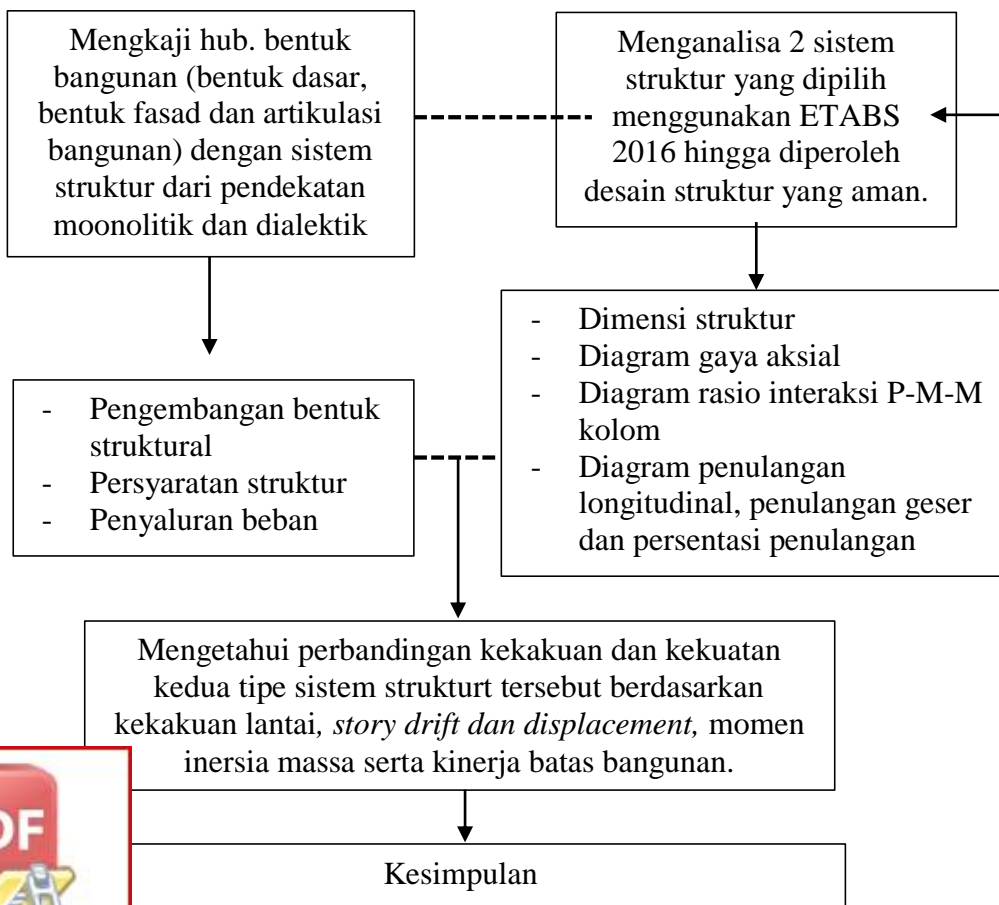 Mengkaji hub. bentuk
bangunan (bentuk dasar,
bentuk fasad dan artikulasi
bangunan) dengan sistem
struktur dari pendekatan
moonolitik dan dialektik
Menganalisa 2 sistem
struktur yang dipilih
menggunakan ETABS
2016 hingga diperoleh
desain struktur yang aman.
- Pengembangan bentuk
struktural
- Persyaratan struktur
- Penyaluran beban
- Dimensi struktur
- Diagram gaya aksial
- Diagram rasio interaksi P-M-M
kolom
- Diagram penulangan
longitudinal, penulangan geser
dan persentasi penulangan
Mengetahui perbandingan kekakuan dan kekuatan
kedua tipe sistem strukturt tersebut berdasarkan
kekakuan lantai, story drift dan displacement, momen
inersia massa serta kinerja batas bangunan.
Kesimpulan